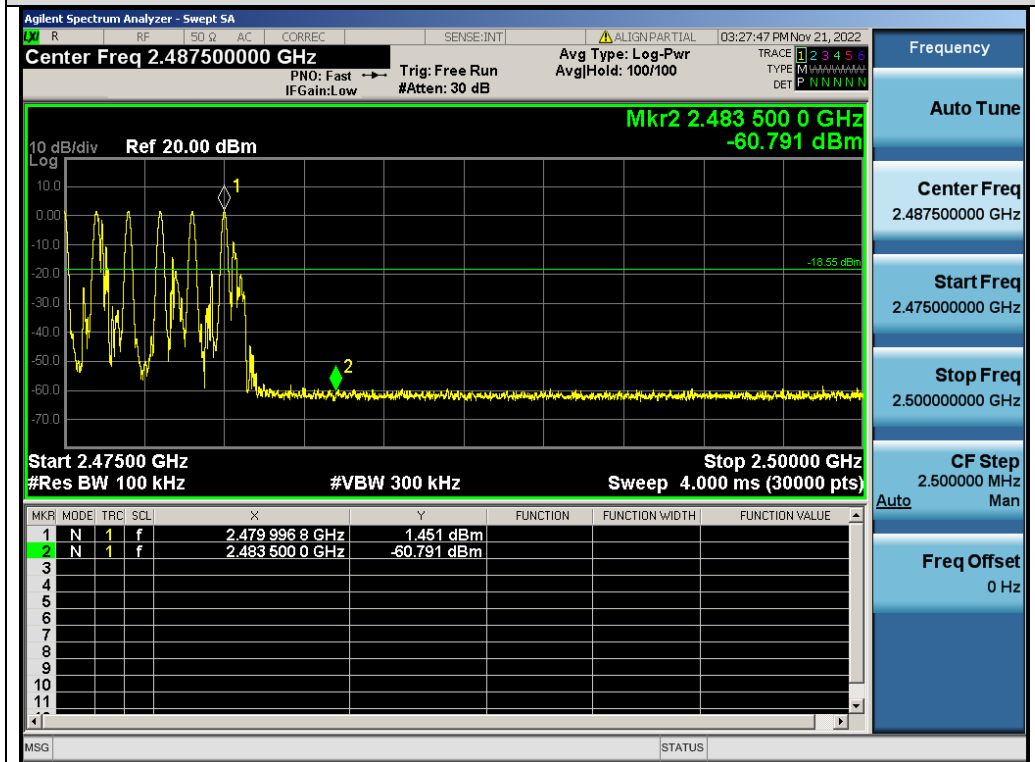 Agilent Spectrum Analyzer - Swept SA
LXI R RF 50 Ω AC CORREC SENSE:INT ALIGN PARTIAL 03:27:47 PM Nov 21, 2022
Center Freq 2.487500000 GHz
PNO: Fast
IFGain:Low
Trig: Free Run
#Atten: 30 dB
Avg Type: Log-Pwr
Avg|Hold: 100/100
TRACE 1 2 3 4 5 6
TYPE M WWWWW
DET P N N N N N
Mkr2 2.483 500 0 GHz
-60.791 dBm
10 dB/div Ref 20.00 dBm
Log
10.0
0.00
-10.0
-20.0
-30.0
-40.0
-50.0
-60.0
-70.0
1
-18.55 dBm
2
Start 2.47500 GHz Stop 2.50000 GHz
#Res BW 100 kHz #VBW 300 kHz Sweep 4.000 ms (30000 pts)
MKR MODE TRC SCL X Y FUNCTION FUNCTION WIDTH FUNCTION VALUE
1 N 1 f 2.479 996 8 GHz 1.451 dBm
2 N 1 f 2.483 500 0 GHz -60.791 dBm
3
4
5
6
7
8
9
10
11
MSG STATUS
Frequency
Auto Tune
Center Freq
2.487500000 GHz
Start Freq
2.475000000 GHz
Stop Freq
2.500000000 GHz
CF Step
2.500000 MHz
Auto Man
Freq Offset
0 Hz